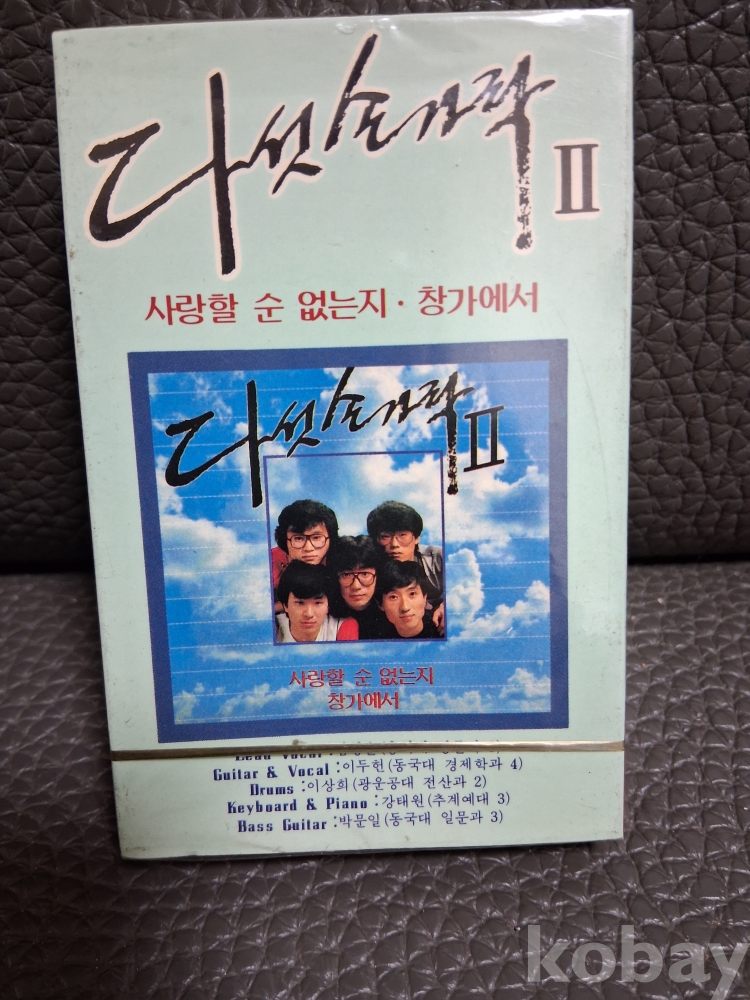 다섯손가락 II
사랑할 순 없는지 · 창가에서
다섯손가락 II
사랑할 순 없는지
창가에서
Lead Vocal :
Guitar & Vocal : 이두헌(동국대 경제학과 4)
Drums : 이상희(광운공대 전산과 2)
Keyboard & Piano : 강태원(추계예대 3)
Bass Guitar : 박문일(동국대 일문과 3)
kobay